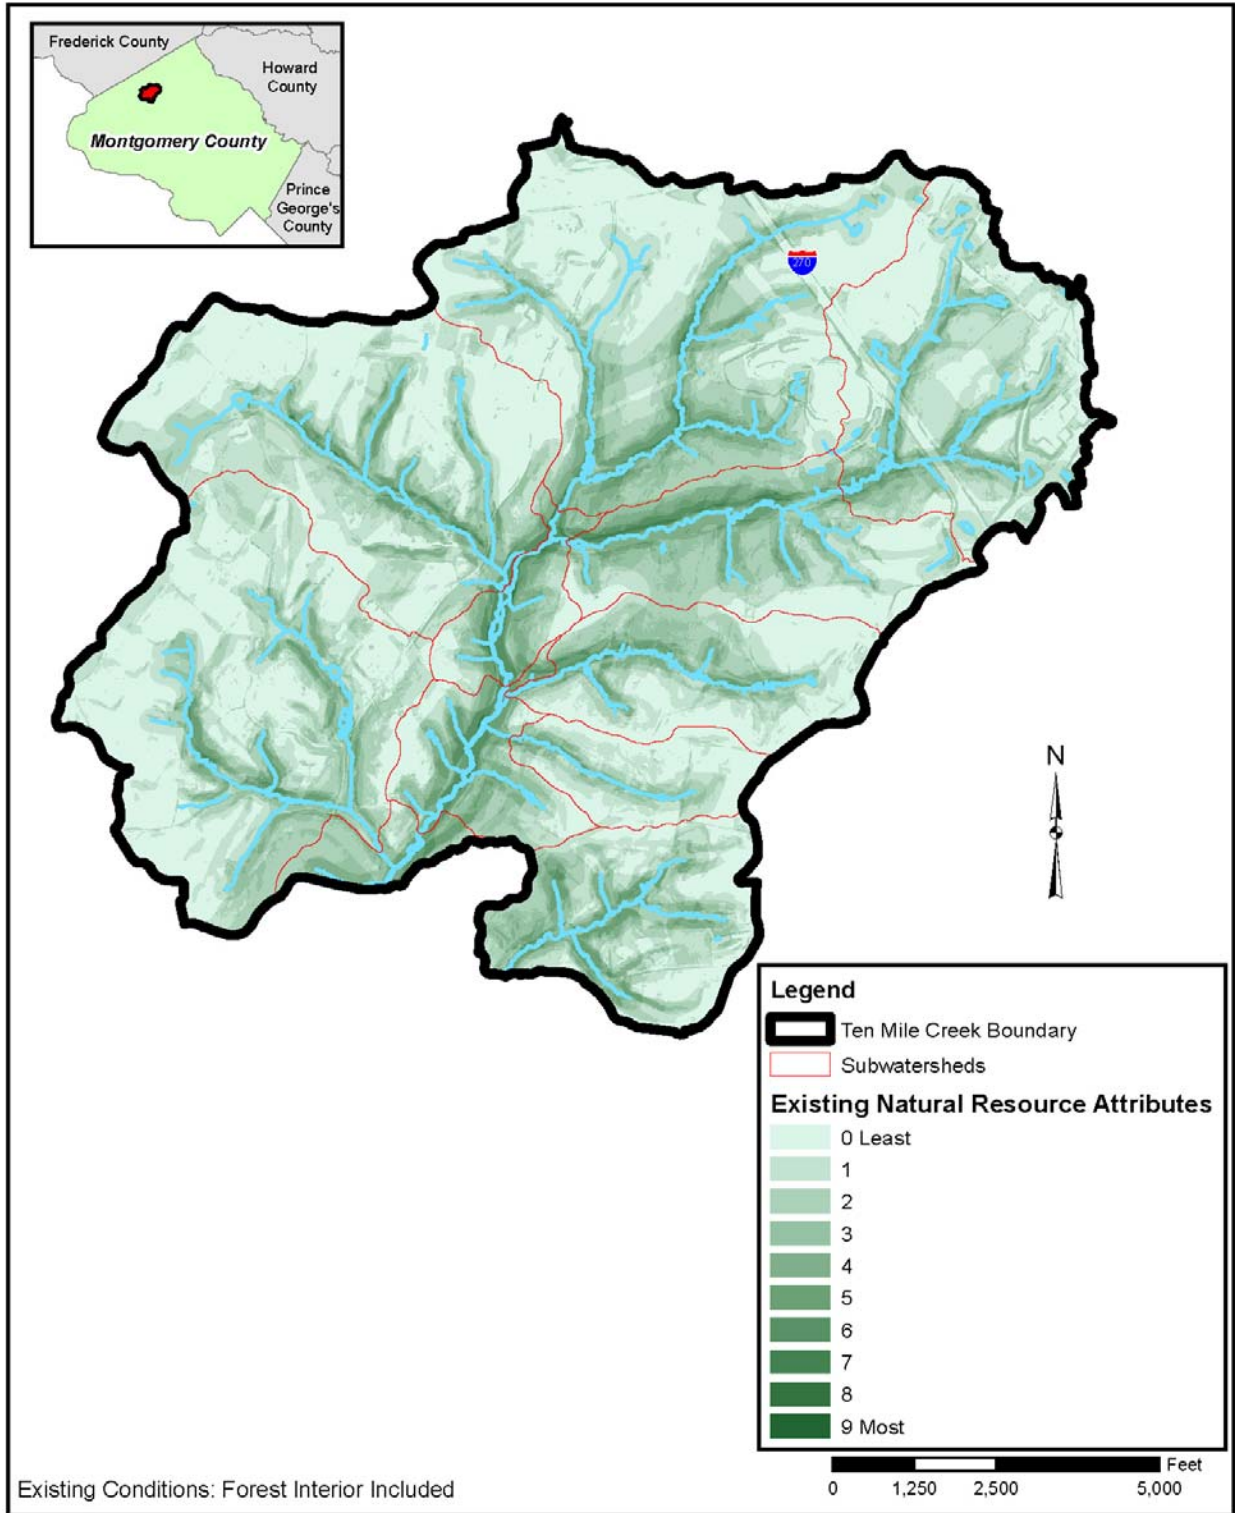 Frederick County
Howard
County
Montgomery County
Prince
George's
County
270
N
Legend
Ten Mile Creek Boundary
Subwatersheds
Existing Natural Resource Attributes
0 Least
1
2
3
4
5
6
7
8
9 Most
Feet
0 1,250 2,500 5,000
Existing Conditions: Forest Interior Included